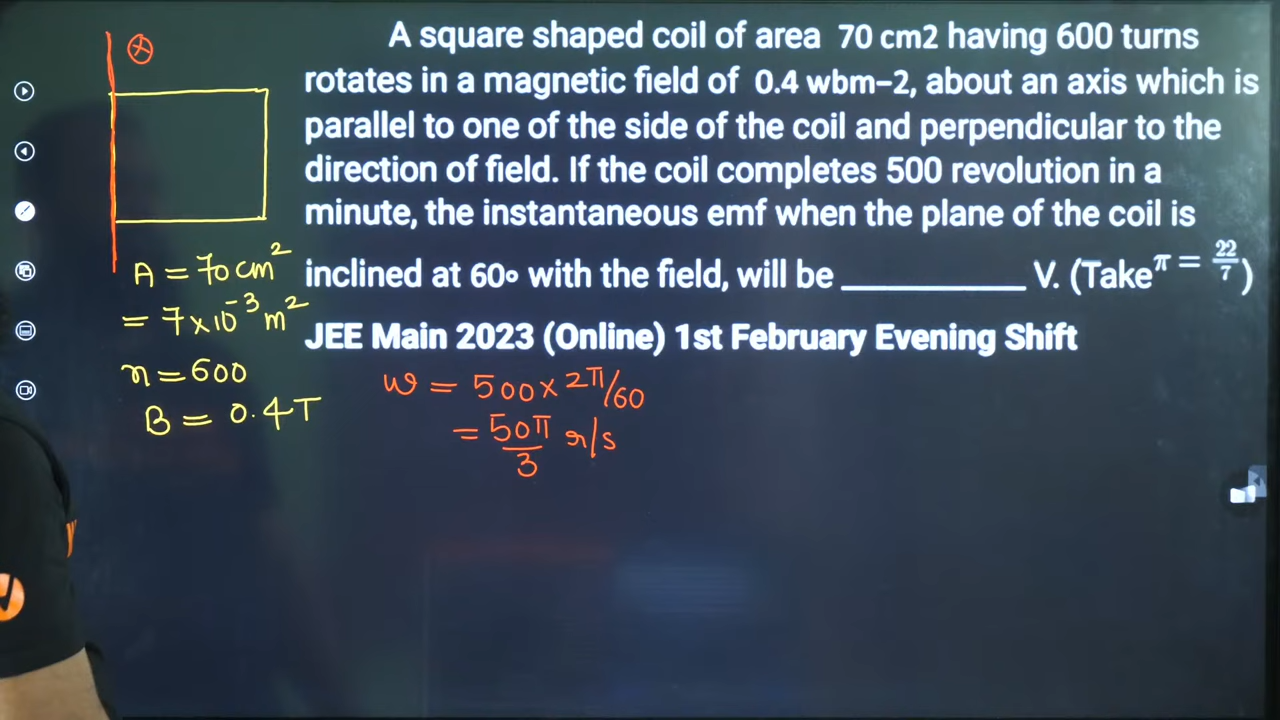 A square shaped coil of area 70 cm2 having 600 turns
rotates in a magnetic field of 0.4 wbm−2, about an axis which is
parallel to one of the side of the coil and perpendicular to the
direction of field. If the coil completes 500 revolution in a
minute, the instantaneous emf when the plane of the coil is
inclined at 60∘ with the field, will be ____________ V. (Take π = 22/7)
JEE Main 2023 (Online) 1st February Evening Shift
A = 70 cm²
= 7×10⁻³ m²
n = 600
B = 0.4T
ω = 500 × 2π/60
= 50π/3 r/s